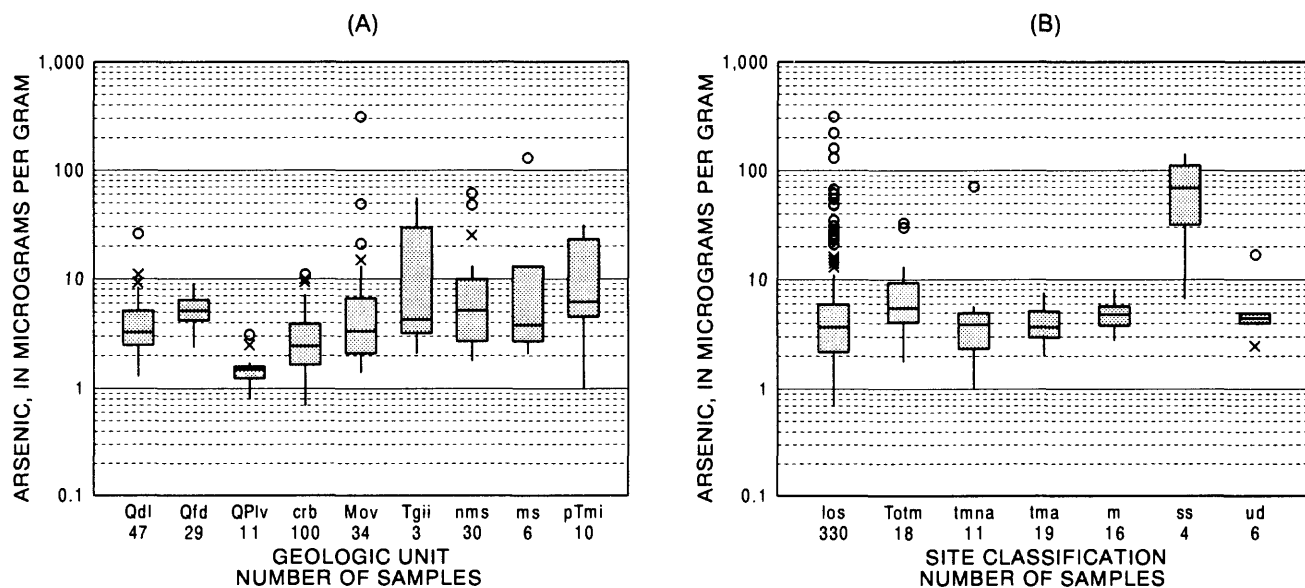 (A)
ARSENIC, IN MICROGRAMS PER GRAM
1,000
100
10
1
0.1
Qdl Qfd QPlv crb Mov Tgii nms ms pTmi
47 29 11 100 34 3 30 6 10
GEOLOGIC UNIT
NUMBER OF SAMPLES
(B)
ARSENIC, IN MICROGRAMS PER GRAM
1,000
100
10
1
0.1
los Totm tmna tma m ss ud
330 18 11 19 16 4 6
SITE CLASSIFICATION
NUMBER OF SAMPLES